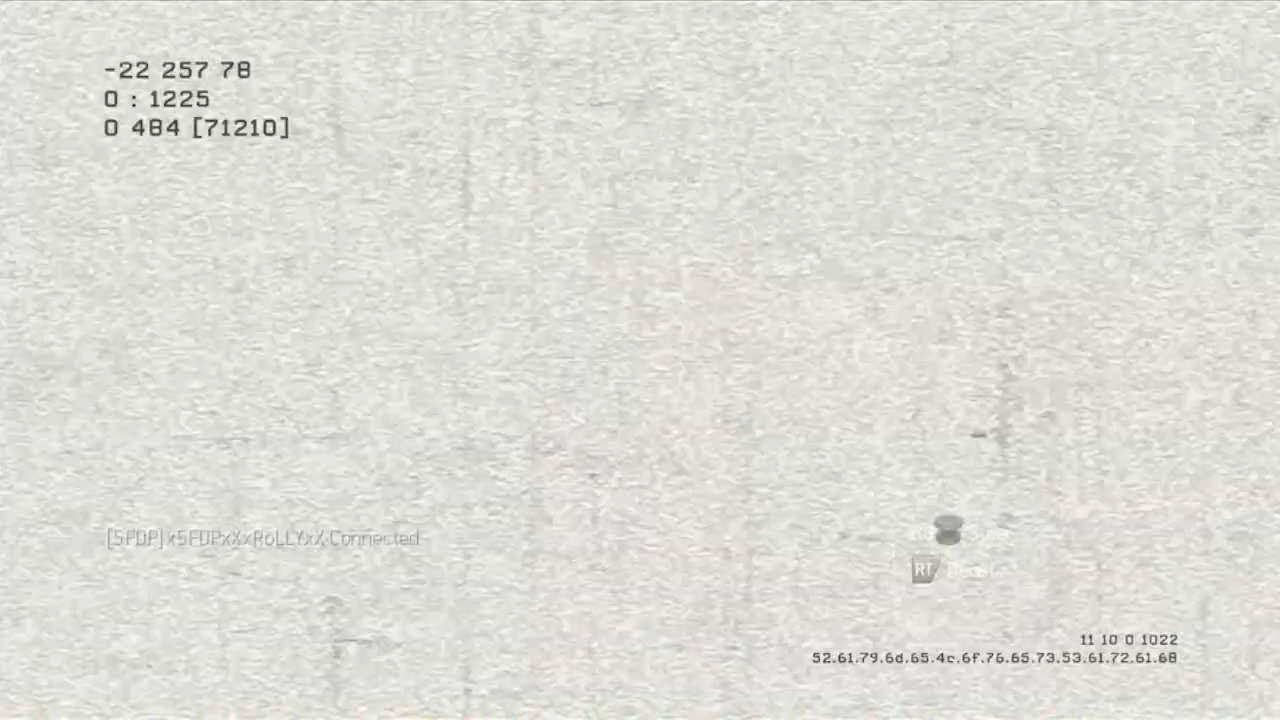 -22 257 78
0 : 1225
0 484 [71210]
[5FDP] x5FDPxXxRoLLYxX Connected
RT
11 10 0 1022
52.61.79.6d.65.4c.6f.76.65.73.53.61.72.61.68